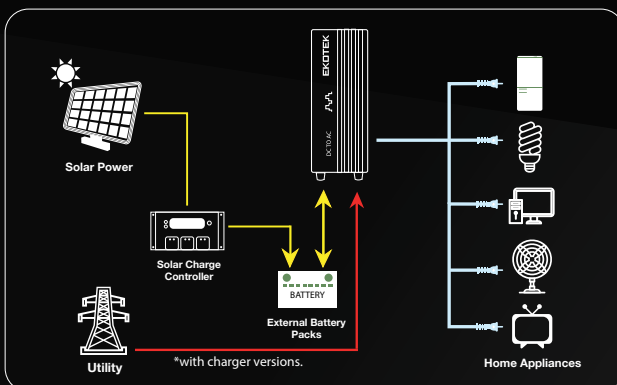 EKOTEK
DC TO AC
Solar Power
Solar Charge
Controller
BATTERY
External Battery
Packs
Utility
*with charger versions.
Home Appliances